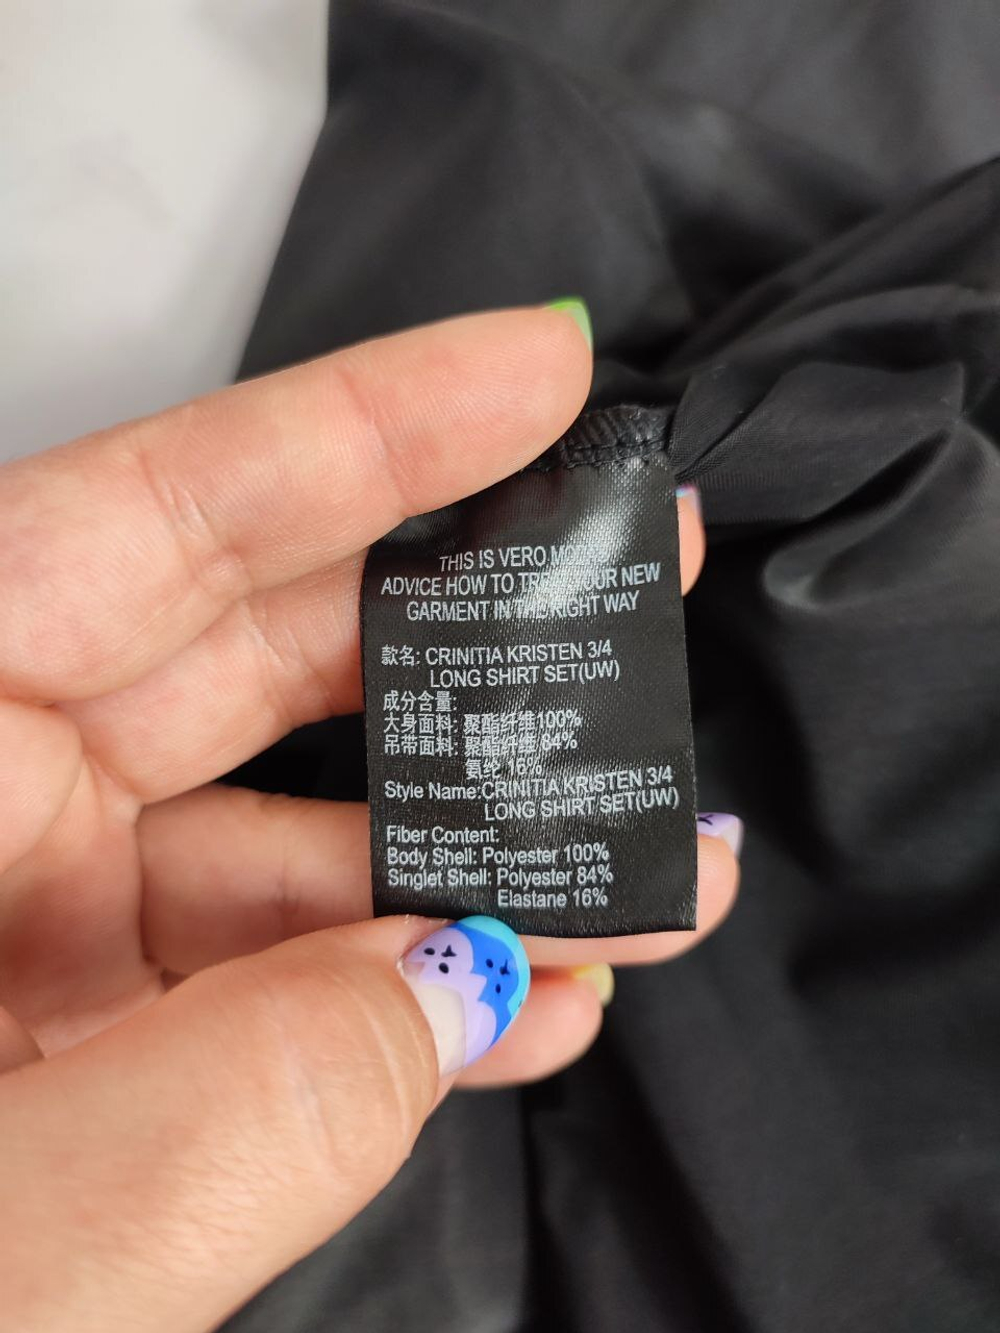 THIS IS VERO
ADVICE HOW TO NEW
GARMENT IN THE RIGHT WAY
款名: CRINITIA KRISTEN 3/4
LONG SHIRT SET(UW)
成分含量:
大身面料: 聚酯纤维100%
吊带面料: 聚酯纤维 84%
氨纶 16%
Style Name:CRINITIA KRISTEN 3/4
LONG SHIRT SET(UW)
Fiber Content:
Body Shell: Polyester 100%
Singlet Shell: Polyester 84%
Elastane 16%